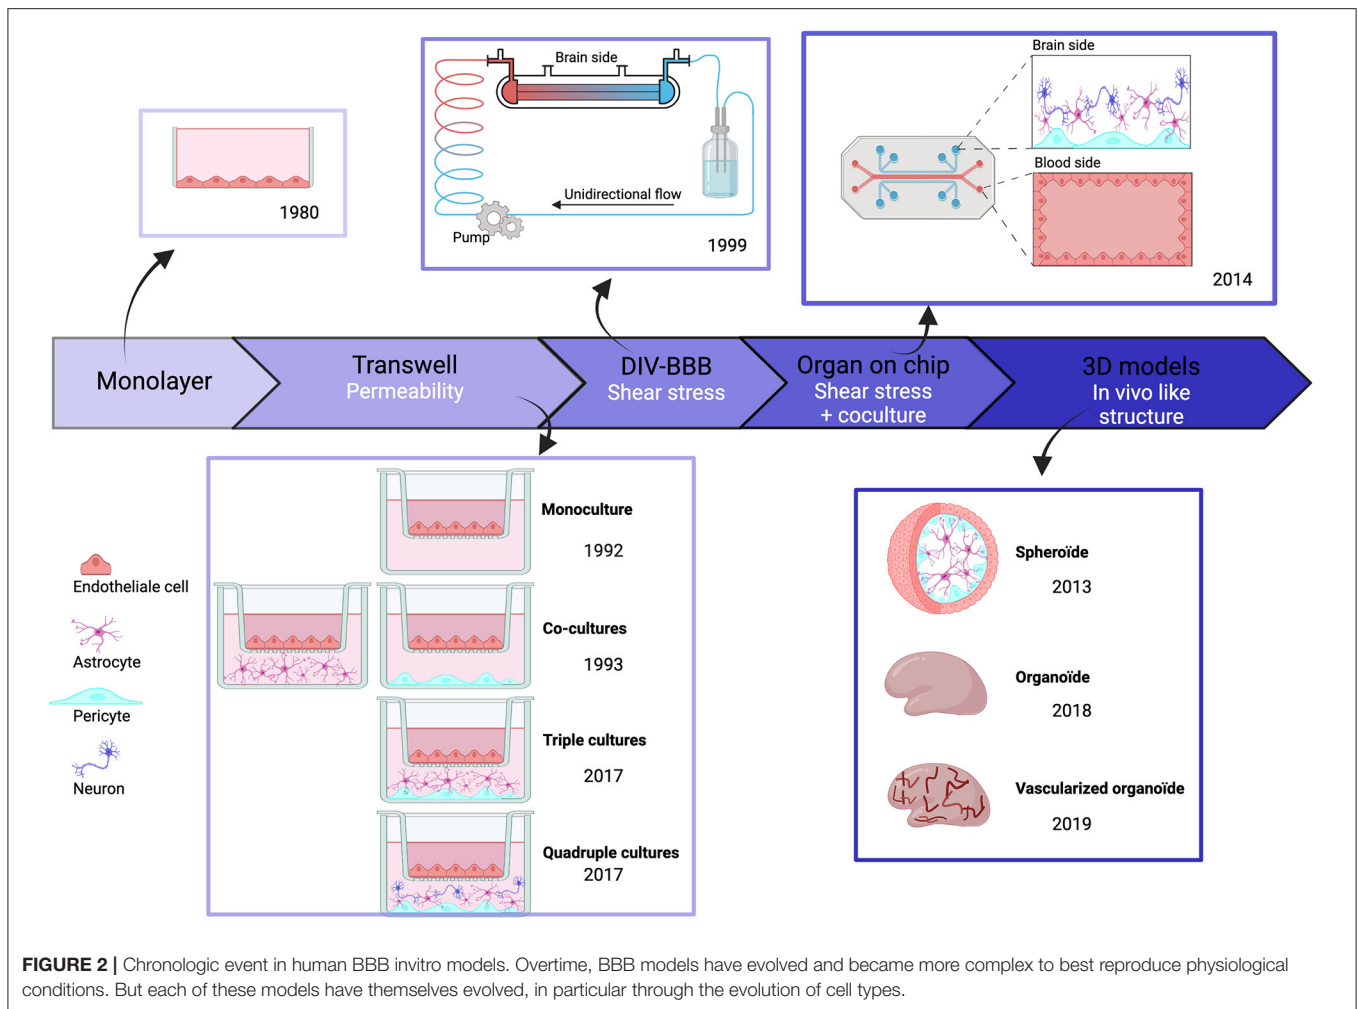 1980
Brain side
Unidirectional flow
Pump
1999
Brain side
Blood side
2014
Monolayer
Transwell
Permeability
DIV-BBB
Shear stress
Organ on chip
Shear stress
+ coculture
3D models
In vivo like
structure
Endotheliale cell
Astrocyte
Pericyte
Neuron
Monoculture
1992
Co-cultures
1993
Triple cultures
2017
Quadruple cultures
2017
Spheroïde
2013
Organoïde
2018
Vascularized organoïde
2019
FIGURE 2 | Chronologic event in human BBB invitro models. Overtime, BBB models have evolved and became more complex to best reproduce physiological
conditions. But each of these models have themselves evolved, in particular through the evolution of cell types.